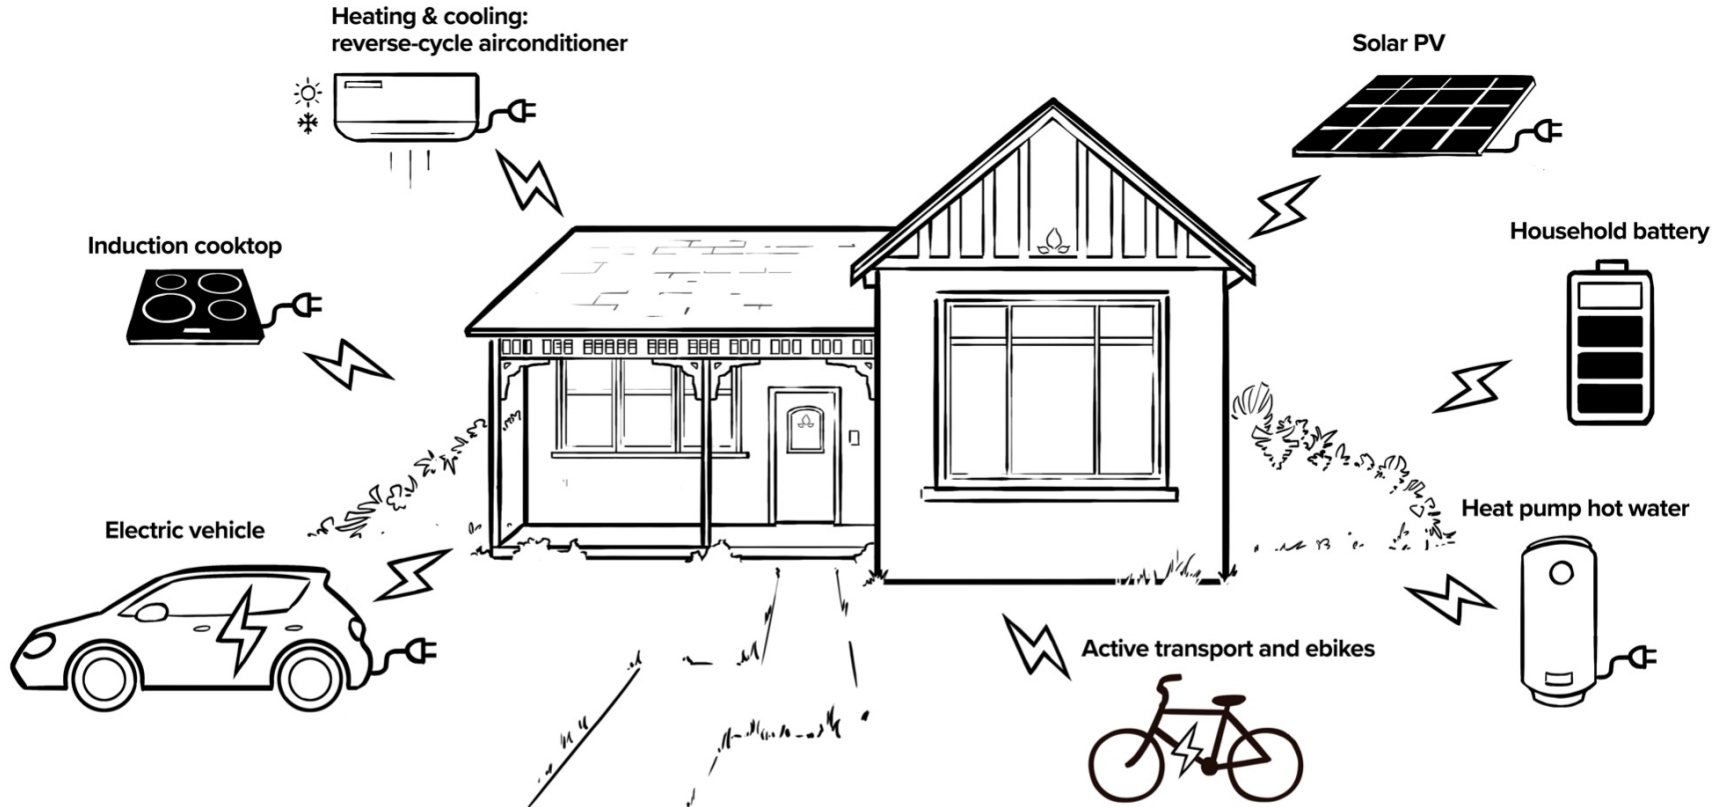 Heating & cooling:
reverse-cycle airconditioner
Solar PV
Household battery
Induction cooktop
Heat pump hot water
Electric vehicle
Active transport and ebikes